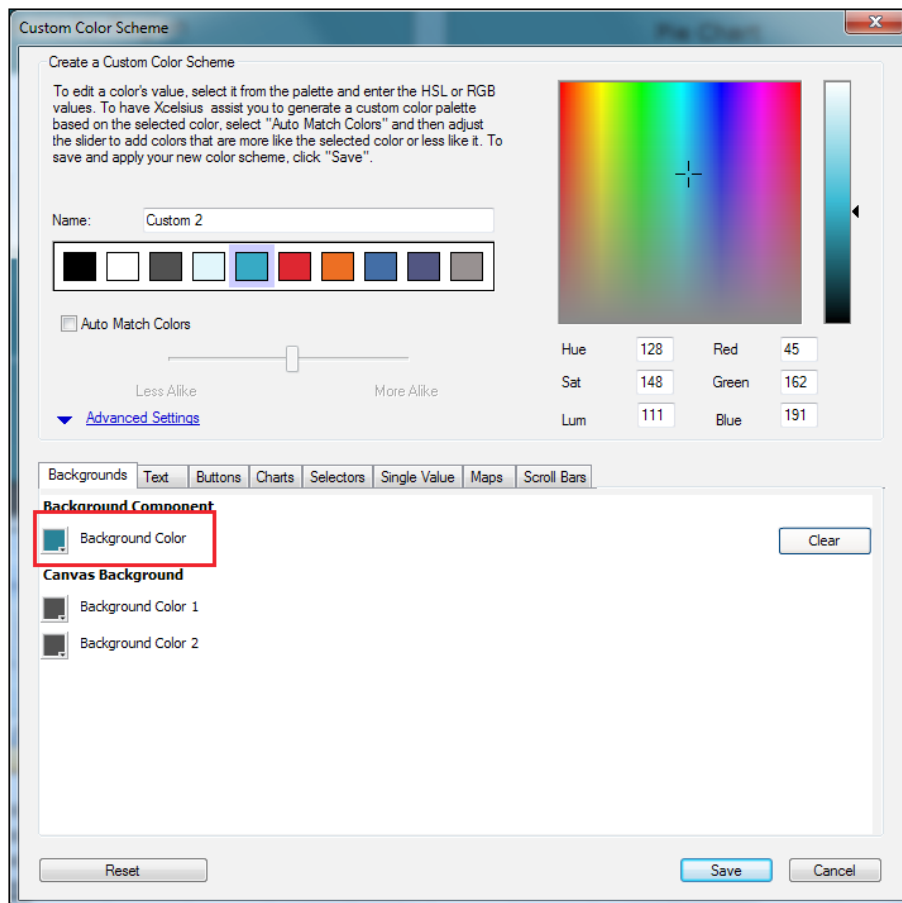 Custom Color Scheme
Pie Chart
Create a Custom Color Scheme
To edit a color's value, select it from the palette and enter the HSL or RGB
values. To have Xcelsius assist you to generate a custom color palette
based on the selected color, select "Auto Match Colors" and then adjust
the slider to add colors that are more like the selected color or less like it. To
save and apply your new color scheme, click "Save".
Name: Custom 2
Auto Match Colors
Less Alike More Alike
Advanced Settings
Hue 128 Red 45
Sat 148 Green 162
Lum 111 Blue 191
Backgrounds Text Buttons Charts Selectors Single Value Maps Scroll Bars
Background Component
Background Color Clear
Canvas Background
Background Color 1
Background Color 2
Reset Save Cancel